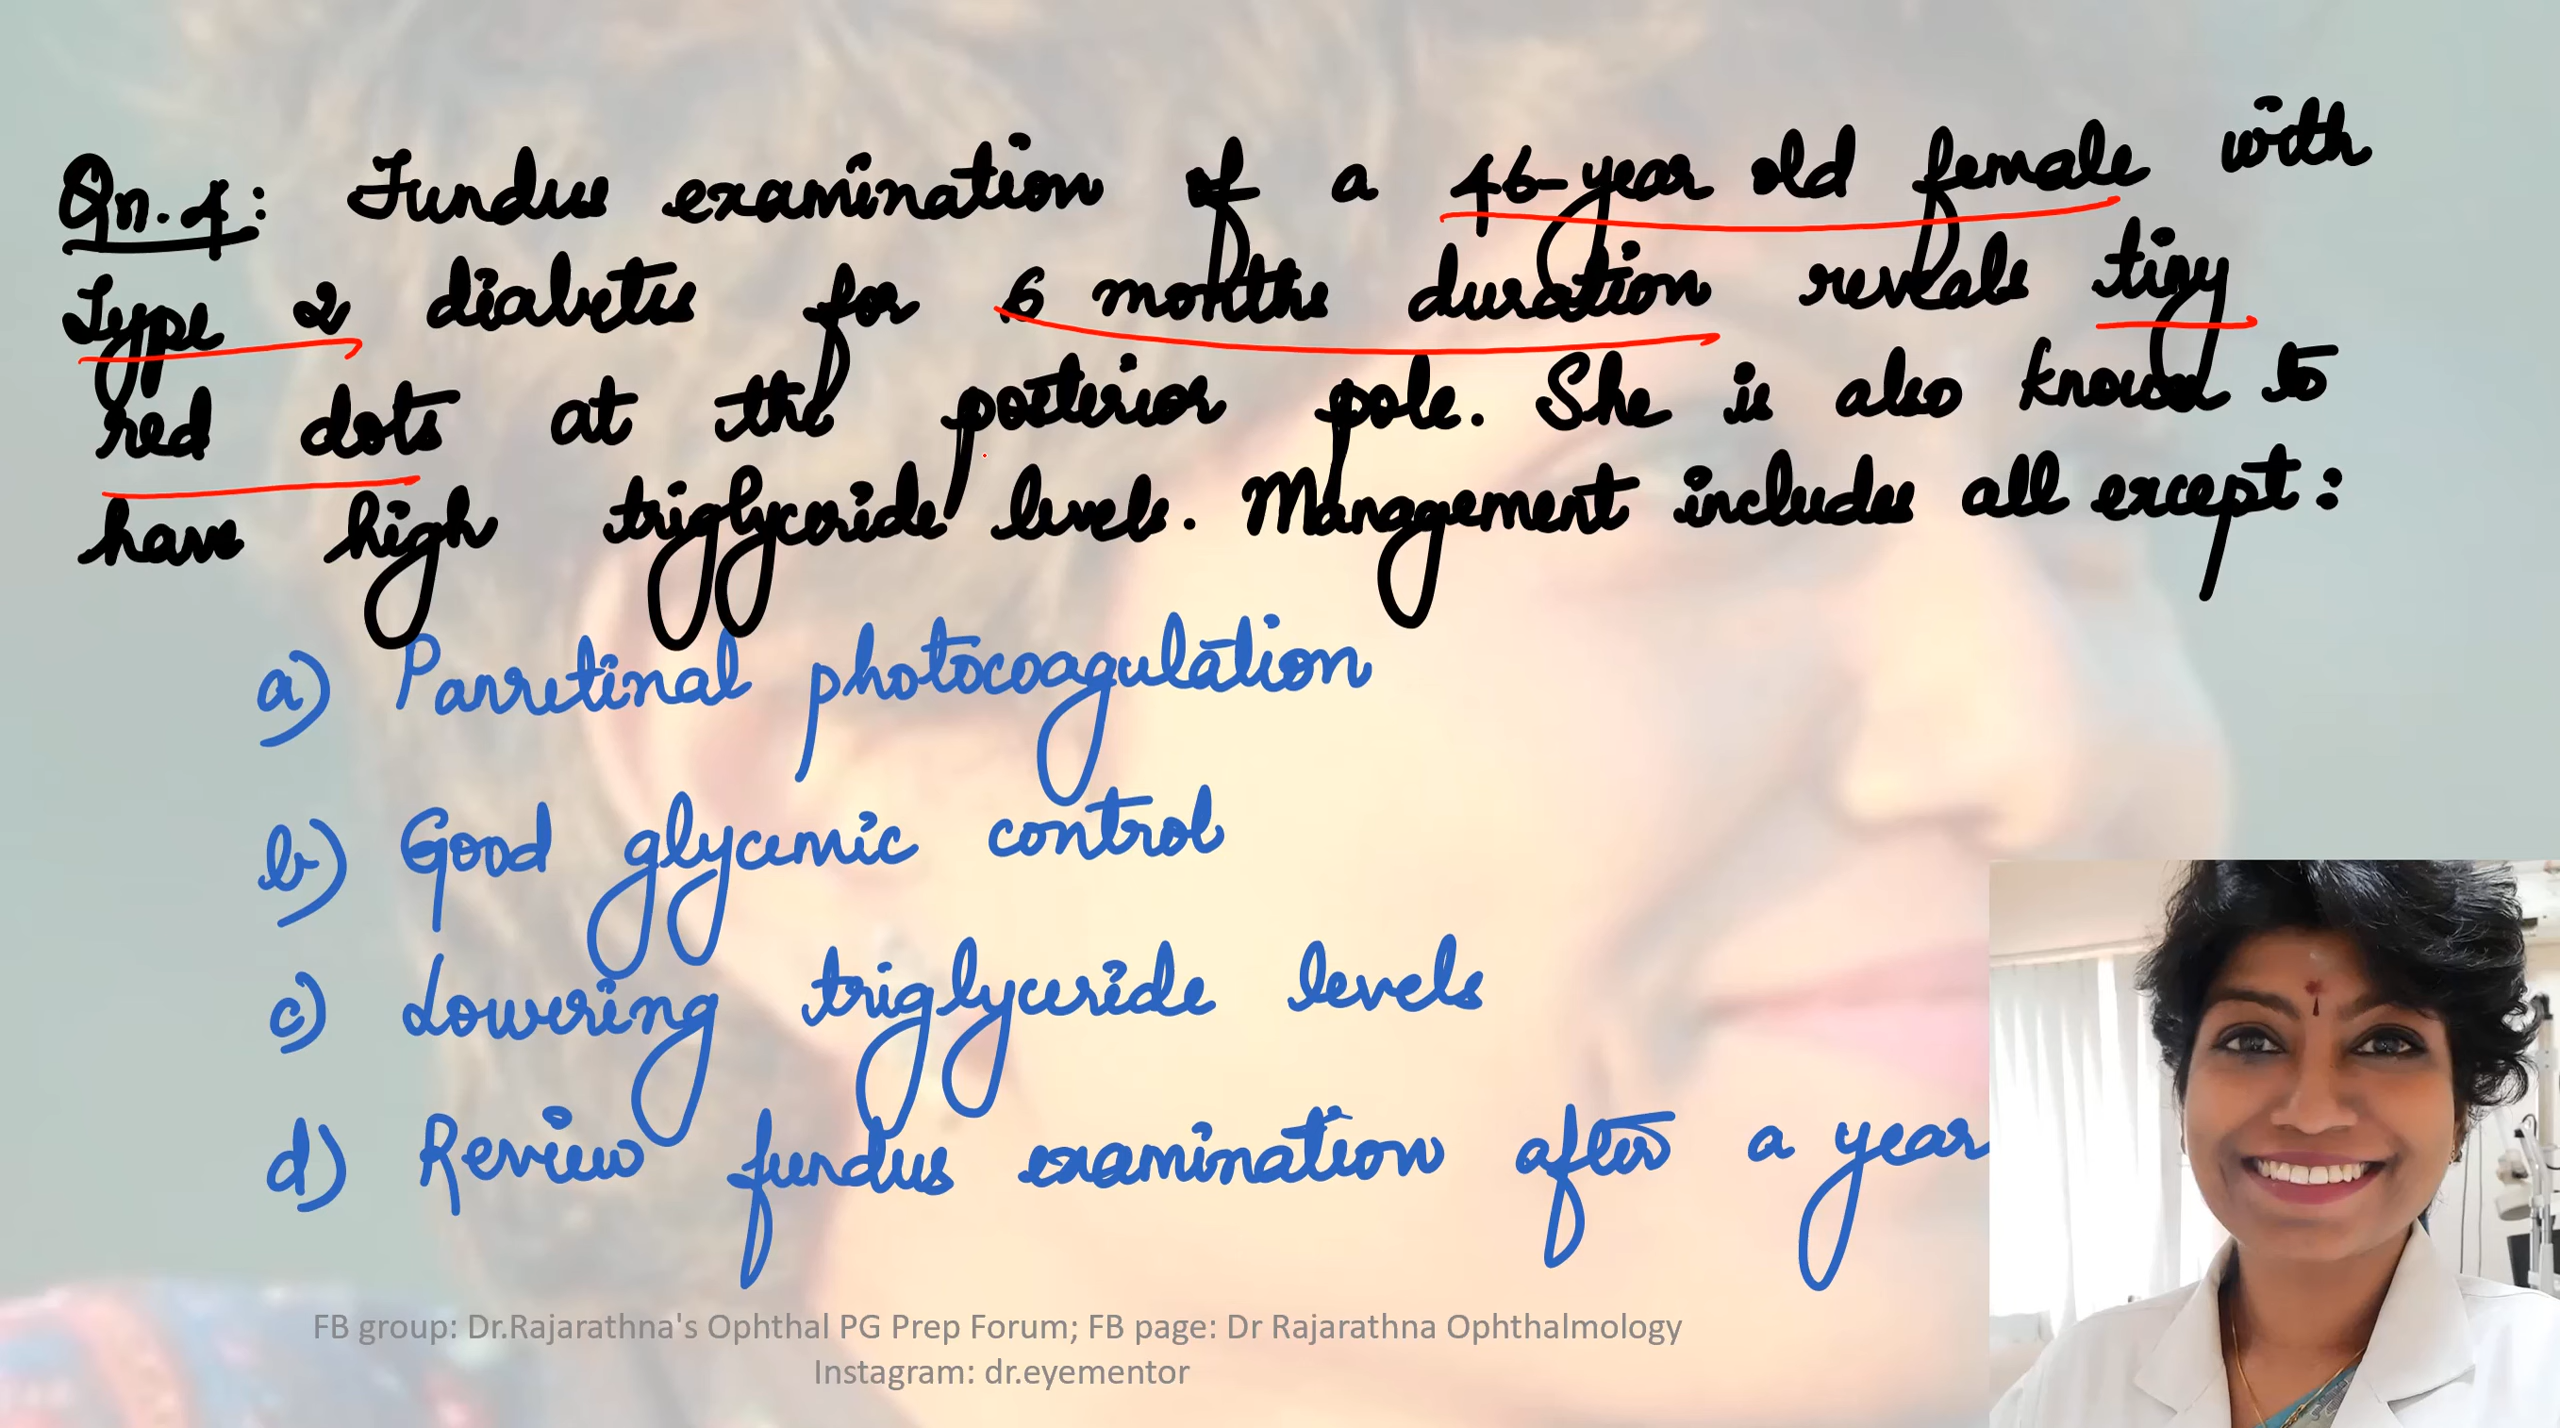 Qn. 4: Fundus examination of a 46-year old female with
Type 2 diabetes for 6 months duration reveals tiny
red dots at the posterior pole. She is also known to
have high triglyceride levels. Management includes all except:
a) Panretinal photocoagulation
b) Good glycemic control
c) Lowering triglyceride levels
d) Review fundus examination after a year
FB group: Dr.Rajarathna's Ophthal PG Prep Forum; FB page: Dr Rajarathna Ophthalmology
Instagram: dr.eyementor